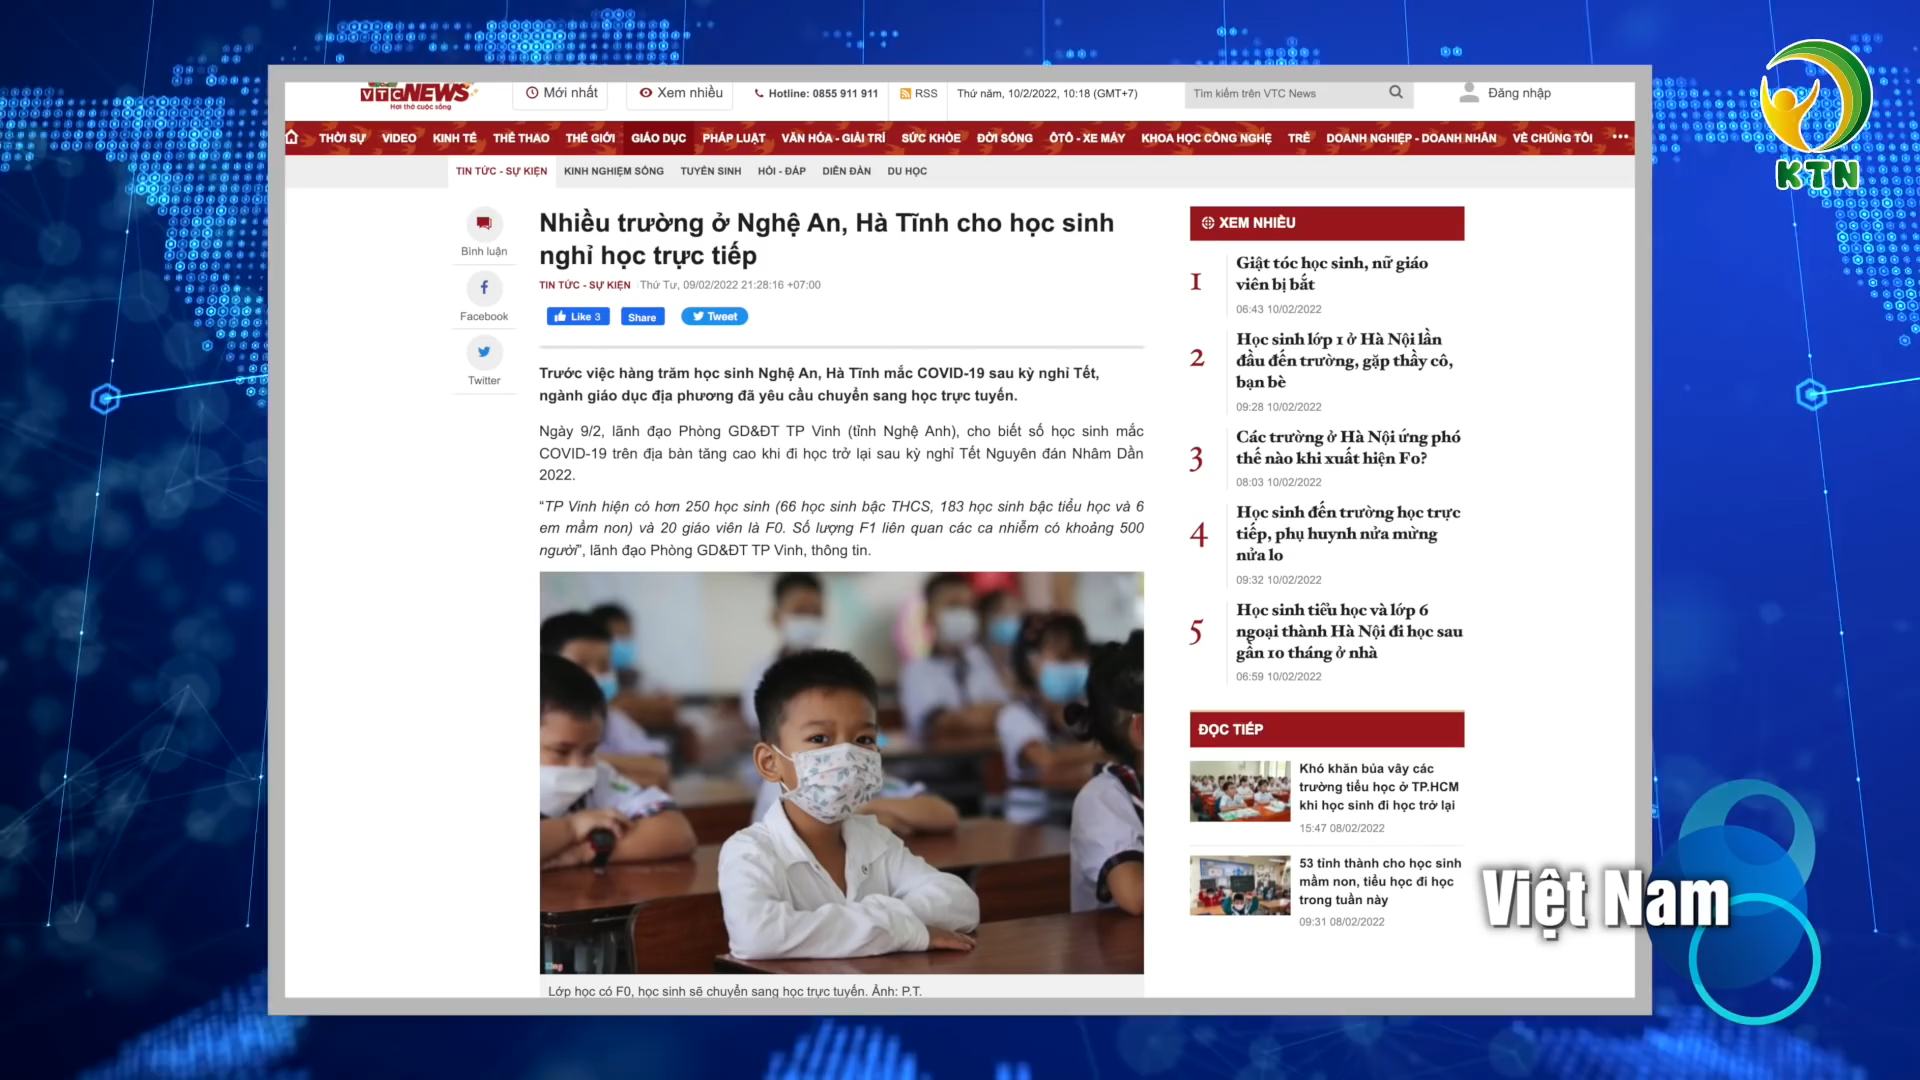 VTC NEWS
Hơi thở cuộc sống
Mới nhất
Xem nhiều
Hotline: 0855 911 911
RSS
Thứ năm, 10/2/2022, 10:18 (GMT+7)
Tìm kiếm trên VTC News
Đăng nhập
KTN
THỜI SỰ VIDEO KINH TẾ THỂ THAO THẾ GIỚI GIÁO DỤC PHÁP LUẬT VĂN HÓA - GIẢI TRÍ SỨC KHỎE ĐỜI SỐNG ÔTÔ - XE MÁY KHOA HỌC CÔNG NGHỆ TRẺ DOANH NGHIỆP - DOANH NHÂN VỀ CHÚNG TÔI •••
TIN TỨC - SỰ KIỆN KINH NGHIỆM SỐNG TUYỂN SINH HỎI - ĐÁP DIỄN ĐÀN DU HỌC
Bình luận
Facebook
Twitter
Nhiều trường ở Nghệ An, Hà Tĩnh cho học sinh
nghỉ học trực tiếp
TIN TỨC - SỰ KIỆN Thứ Tư, 09/02/2022 21:28:16 +07:00
Like 3 Share Tweet
Trước việc hàng trăm học sinh Nghệ An, Hà Tĩnh mắc COVID-19 sau kỳ nghỉ Tết,
ngành giáo dục địa phương đã yêu cầu chuyển sang học trực tuyến.
Ngày 9/2, lãnh đạo Phòng GD&ĐT TP Vinh (tỉnh Nghệ Anh), cho biết số học sinh mắc
COVID-19 trên địa bàn tăng cao khi đi học trở lại sau kỳ nghỉ Tết Nguyên đán Nhâm Dần
2022.
“TP Vinh hiện có hơn 250 học sinh (66 học sinh bậc THCS, 183 học sinh bậc tiểu học và 6
em mầm non) và 20 giáo viên là F0. Số lượng F1 liên quan các ca nhiễm có khoảng 500
người”, lãnh đạo Phòng GD&ĐT TP Vinh, thông tin.
Lớp học có F0, học sinh sẽ chuyển sang học trực tuyến. Ảnh: P.T.
XEM NHIỀU
1
Giật tóc học sinh, nữ giáo
viên bị bắt
06:43 10/02/2022
2
Học sinh lớp 1 ở Hà Nội lần
đầu đến trường, gặp thầy cô,
bạn bè
09:28 10/02/2022
3
Các trường ở Hà Nội ứng phó
thế nào khi xuất hiện F0?
08:03 10/02/2022
4
Học sinh đến trường học trực
tiếp, phụ huynh nửa mừng
nửa lo
09:32 10/02/2022
5
Học sinh tiểu học và lớp 6
ngoại thành Hà Nội đi học sau
gần 10 tháng ở nhà
06:59 10/02/2022
ĐỌC TIẾP
Khó khăn bủa vây các
trường tiểu học ở TP.HCM
khi học sinh đi học trở lại
15:47 08/02/2022
53 tỉnh thành cho học sinh
mầm non, tiểu học đi học
trong tuần này
09:31 08/02/2022
Việt Nam